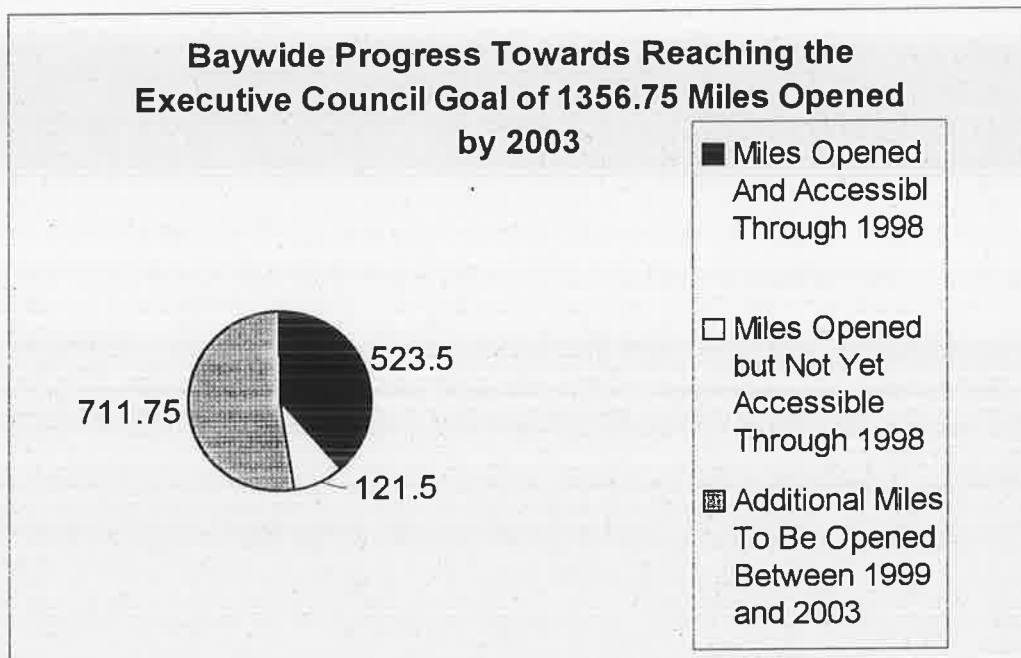 Baywide Progress Towards Reaching the
Executive Council Goal of 1356.75 Miles Opened
by 2003
Miles Opened
And Accessibl
Through 1998
Miles Opened
but Not Yet
Accessible
Through 1998
Additional Miles
To Be Opened
Between 1999
and 2003
523.5
711.75
121.5